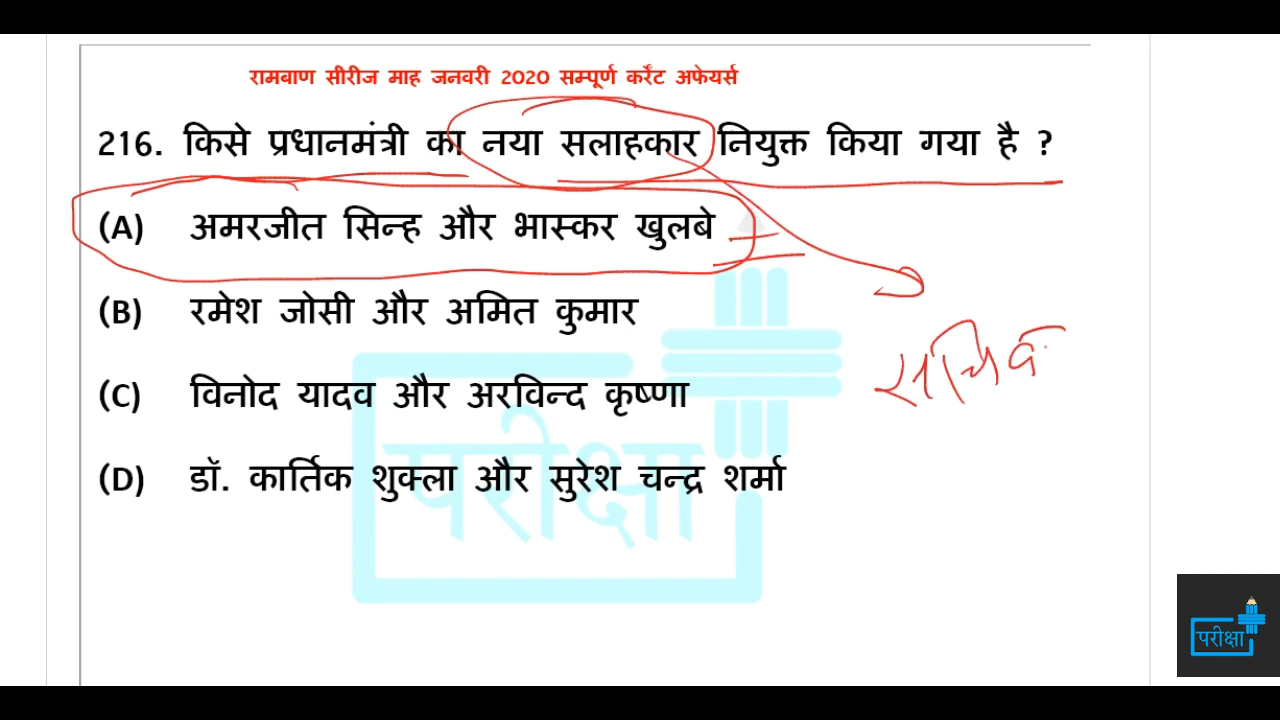 रामबाण सीरीज माह जनवरी 2020 सम्पूर्ण करेंट अफेयर्स
216. किसे प्रधानमंत्री का नया सलाहकार नियुक्त किया गया है ?
(A) अमरजीत सिन्ह और भास्कर खुलबे
(B) रमेश जोसी और अमित कुमार
(C) विनोद यादव और अरविन्द कृष्णा
(D) डॉ. कार्तिक शुक्ला और सुरेश चन्द्र शर्मा
सचिव
परीक्षा
परीक्षा